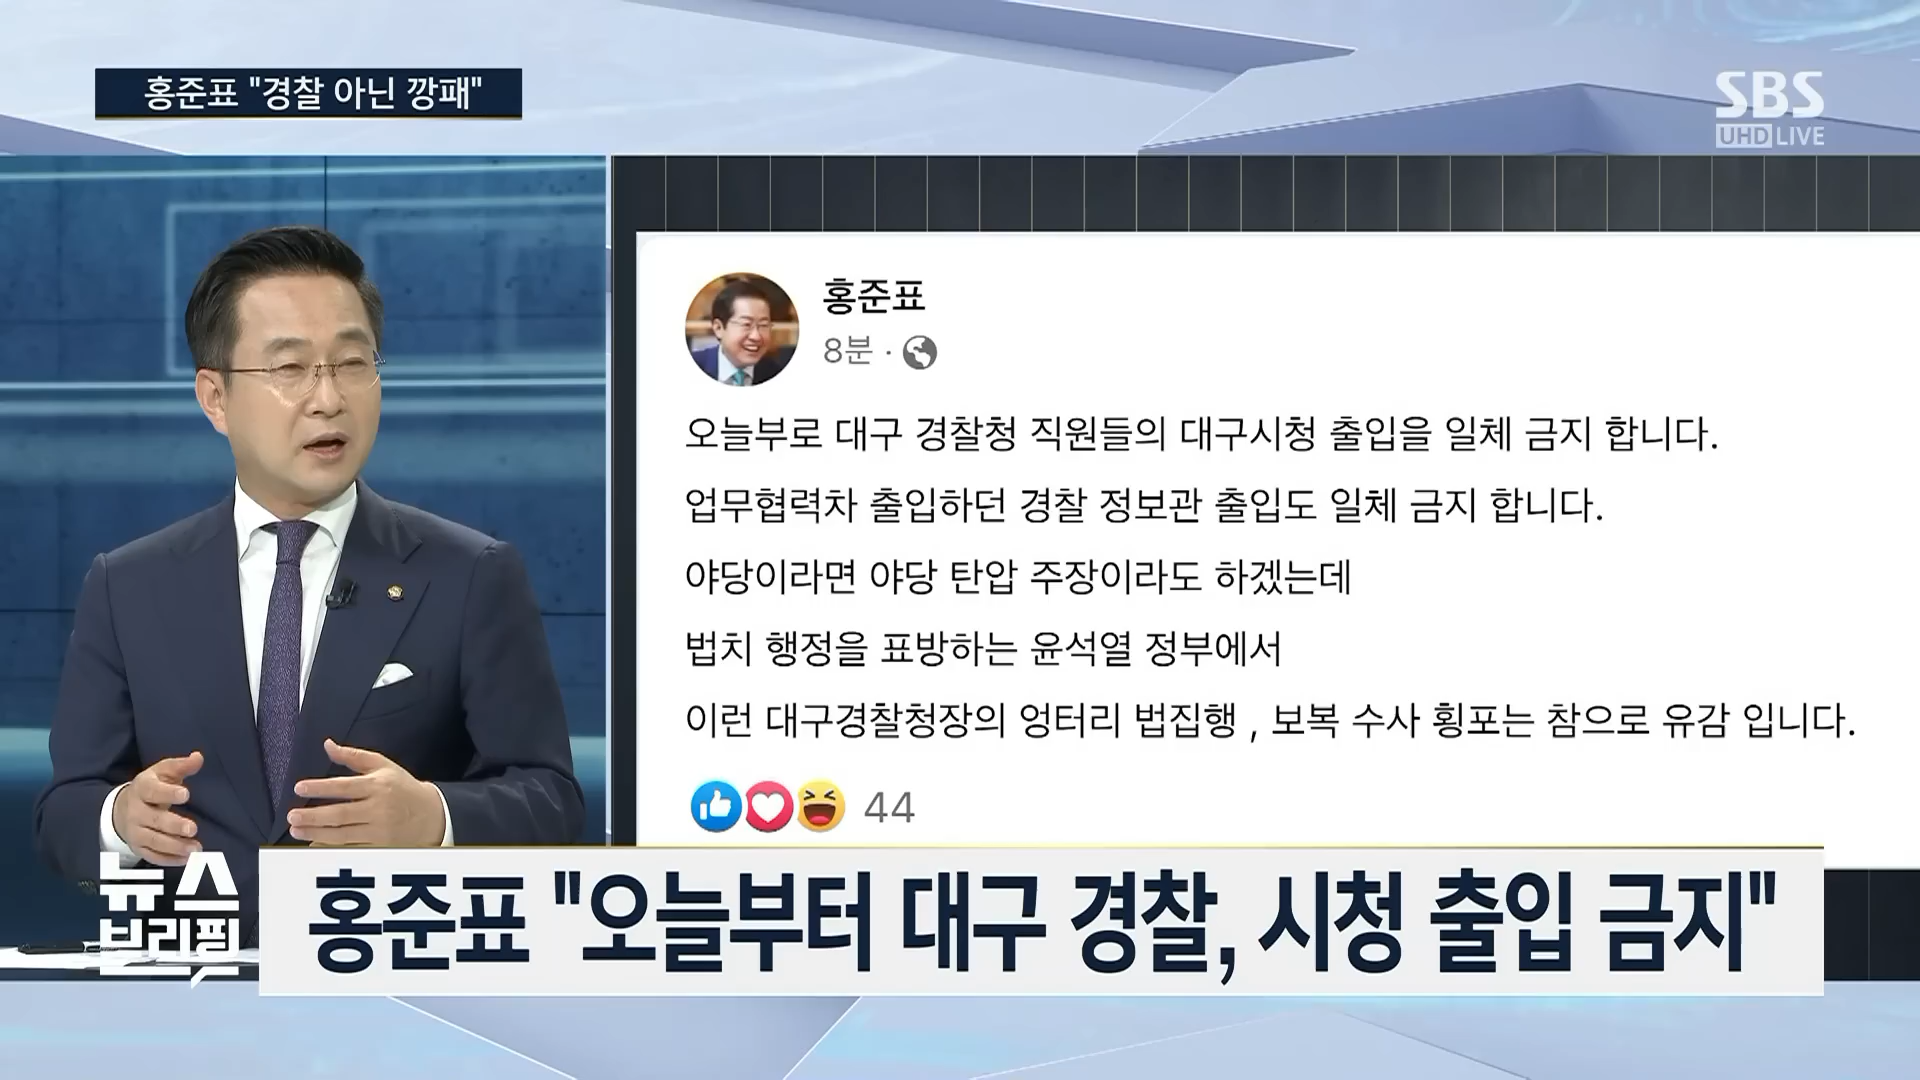 홍준표 "경찰 아닌 깡패"
SBS
UHD LIVE
홍준표
8분 ·
오늘부로 대구 경찰청 직원들의 대구시청 출입을 일체 금지 합니다.
업무협력차 출입하던 경찰 정보관 출입도 일체 금지 합니다.
야당이라면 야당 탄압 주장이라도 하겠는데
법치 행정을 표방하는 윤석열 정부에서
이런 대구경찰청장의 엉터리 법집행 , 보복 수사 횡포는 참으로 유감 입니다.
44
뉴스
브리핑
홍준표 "오늘부터 대구 경찰, 시청 출입 금지"